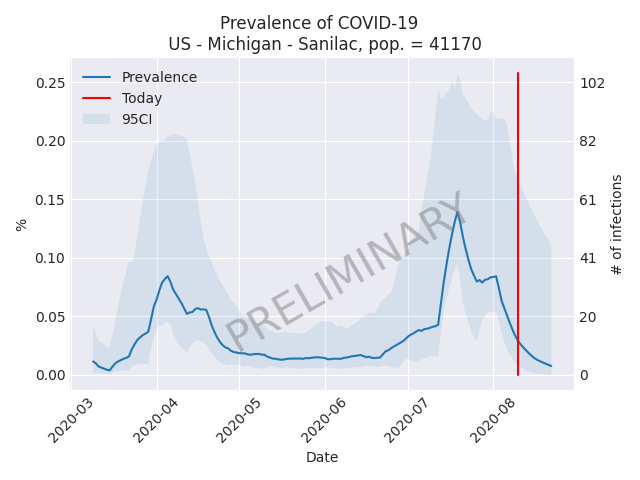 Prevalence of COVID-19
US - Michigan - Sanilac, pop. = 41170
Prevalence
Today
95CI
0.25
0.20
0.15
0.10
0.05
0.00
%
102
82
61
41
20
0
# of infections
PRELIMINARY
2020-03
2020-04
2020-05
2020-06
2020-07
2020-08
Date